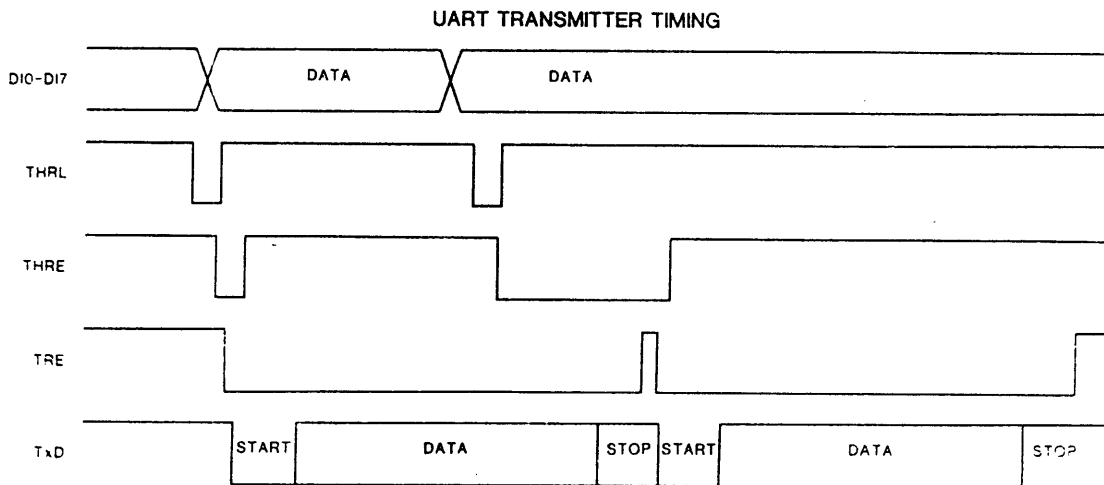 UART TRANSMITTER TIMING
DI0-DI7 DATA DATA
THRL
THRE
TRE
TxD START DATA STOP START DATA STOP